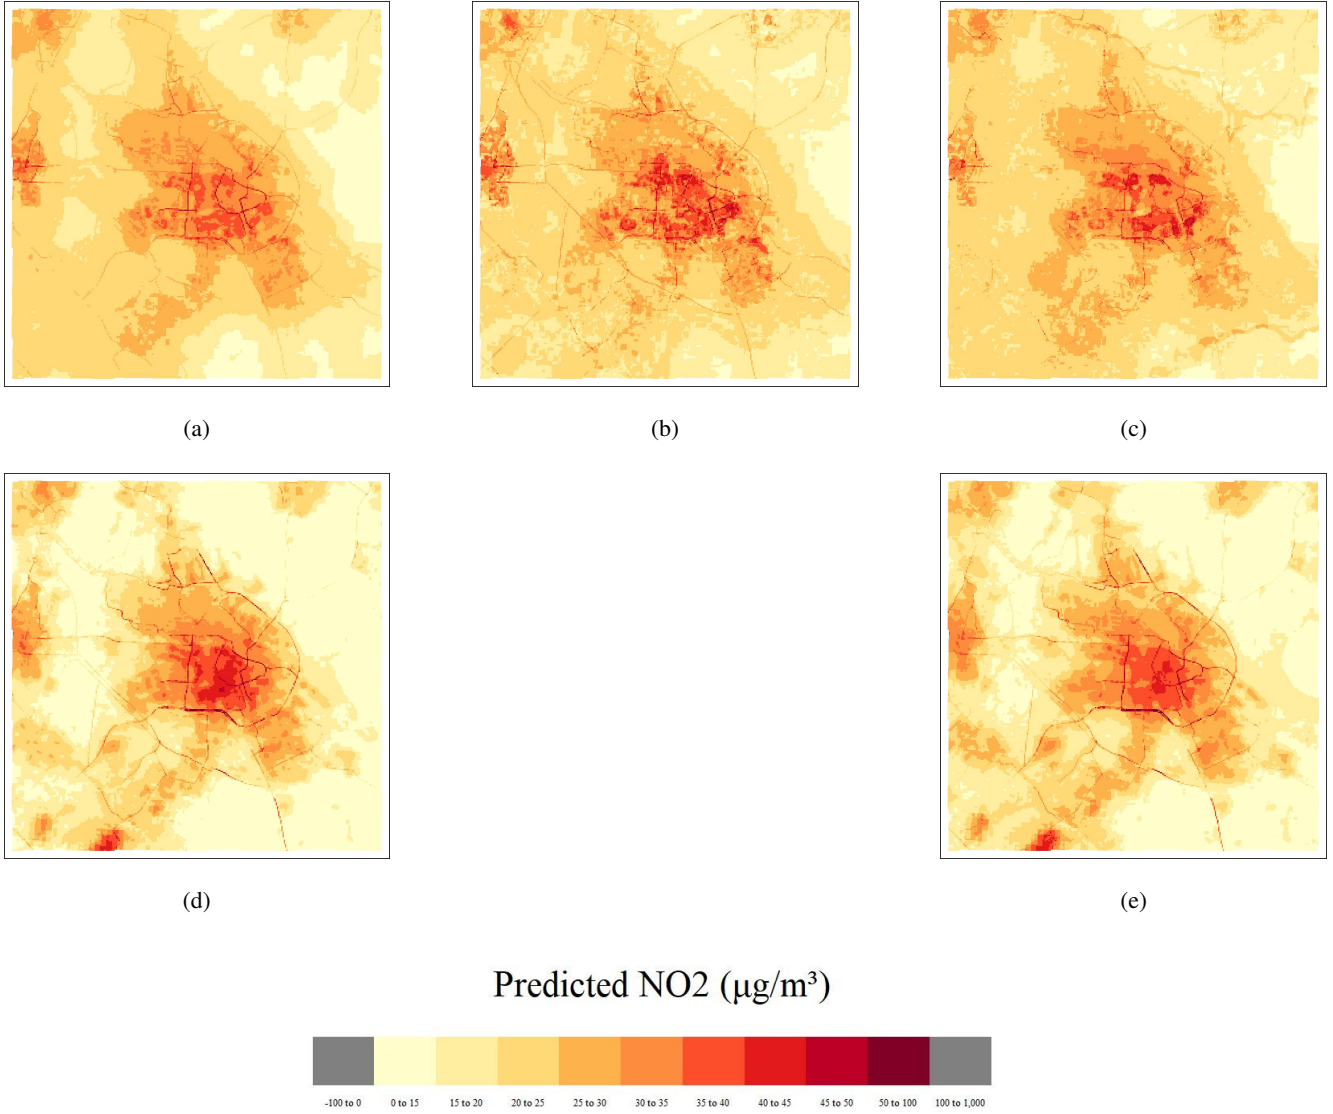 (a)
(b)
(c)
(d)
(e)
Predicted NO2 (μg/m³)
-100 to 0 0 to 15 15 to 20 20 to 25 25 to 30 30 to 35 35 to 40 40 to 45 45 to 50 50 to 100 100 to 1,000